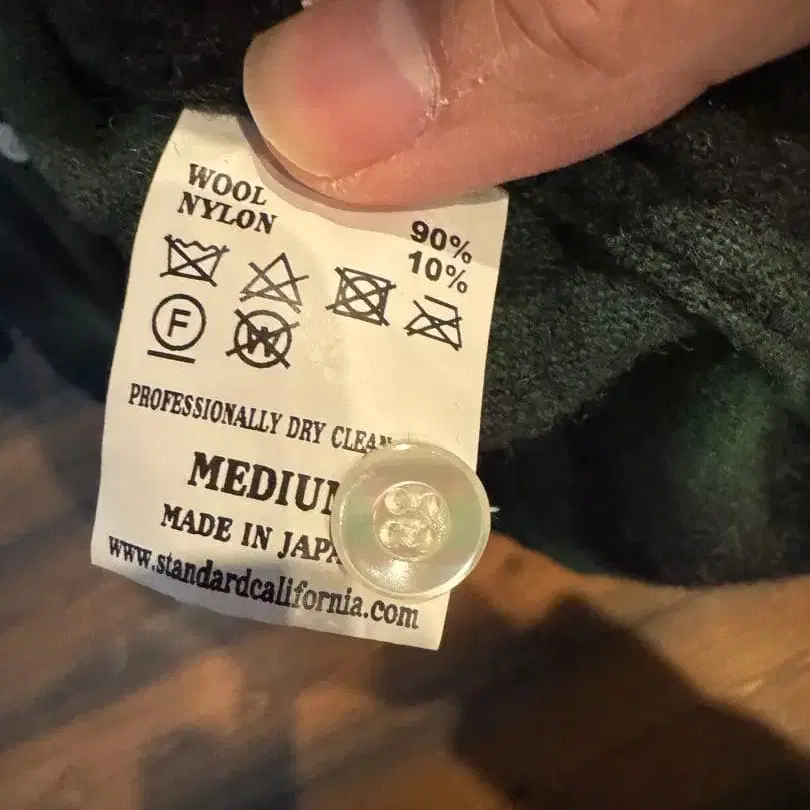 WOOL 90%
NYLON 10%
F
W
PROFESSIONALLY DRY CLEAN
MEDIUM
MADE IN JAPAN
www.standardcalifornia.com